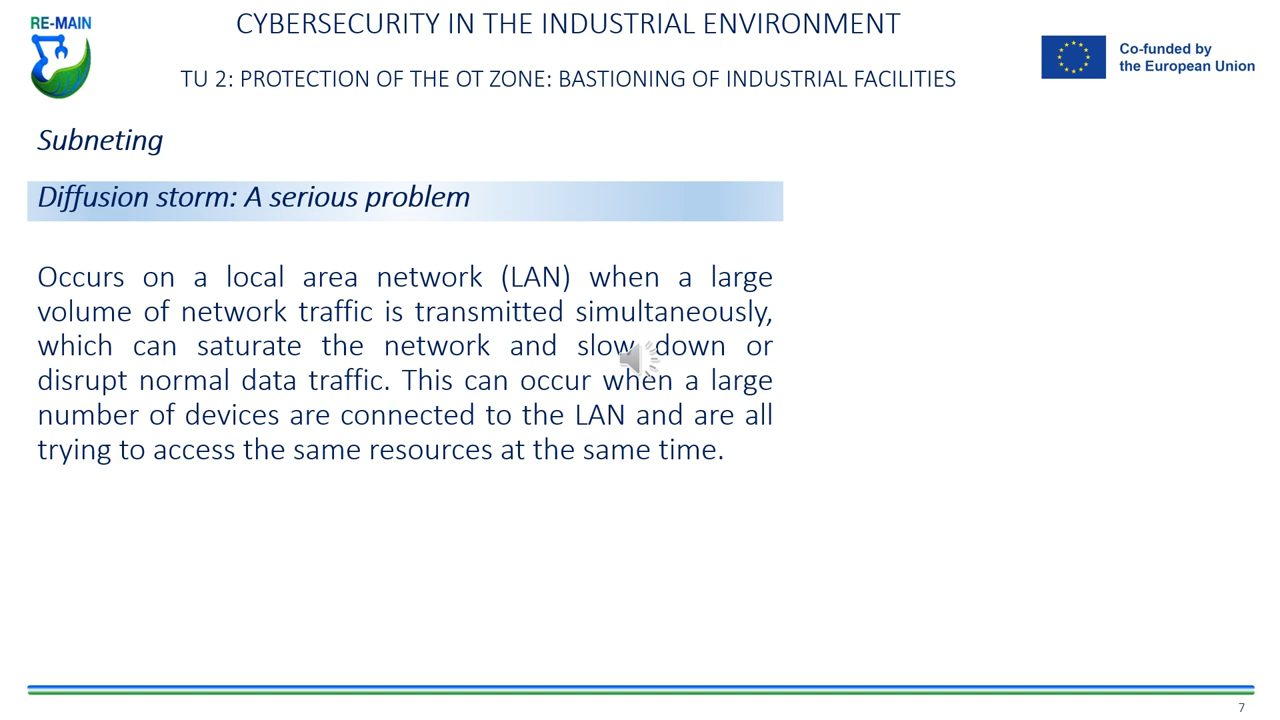 RE-MAIN
CYBERSECURITY IN THE INDUSTRIAL ENVIRONMENT
TU 2: PROTECTION OF THE OT ZONE: BASTIONING OF INDUSTRIAL FACILITIES
Co-funded by
the European Union
Subneting
Diffusion storm: A serious problem
Occurs on a local area network (LAN) when a large
volume of network traffic is transmitted simultaneously,
which can saturate the network and slow down or
disrupt normal data traffic. This can occur when a large
number of devices are connected to the LAN and are all
trying to access the same resources at the same time.
7